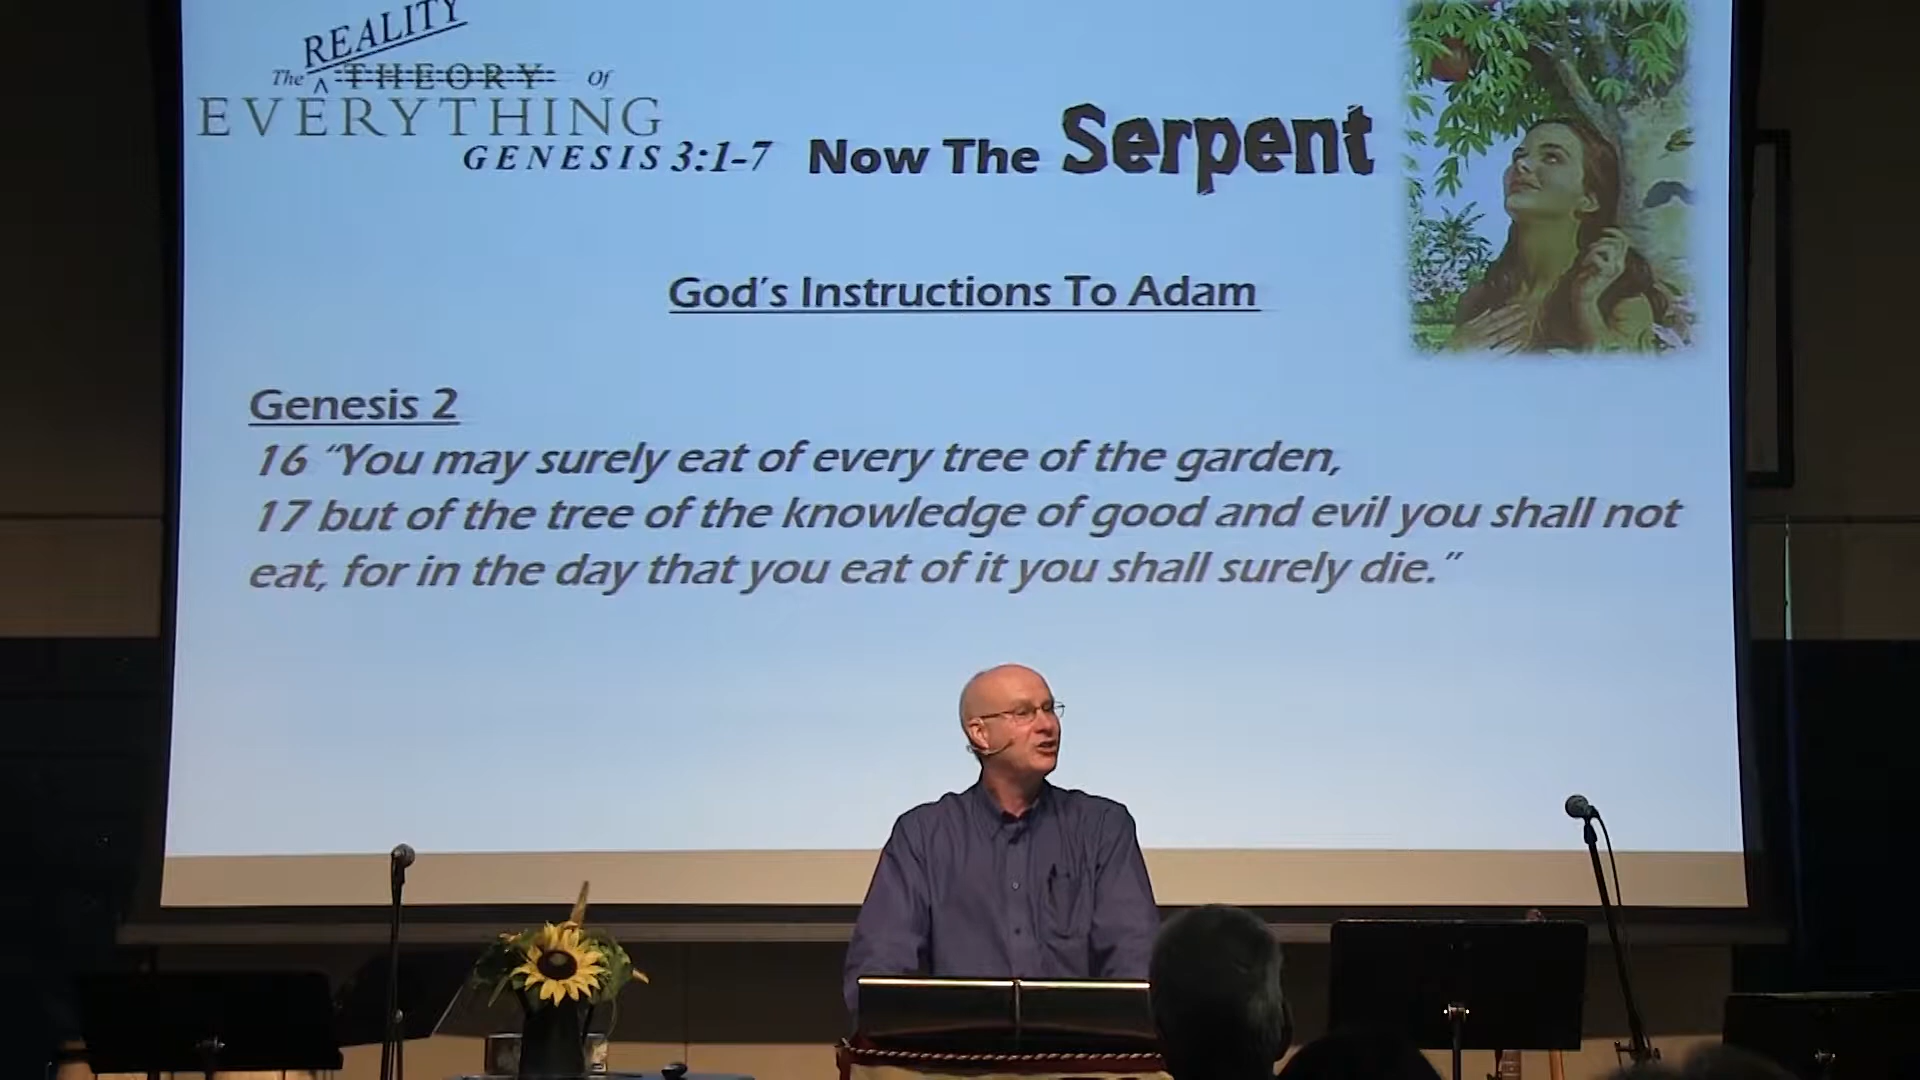 REALITY
The ^ THEORY Of
EVERYTHING
GENESIS 3:1-7 Now The Serpent
God's Instructions To Adam
Genesis 2
16 “You may surely eat of every tree of the garden,
17 but of the tree of the knowledge of good and evil you shall not
eat, for in the day that you eat of it you shall surely die.”